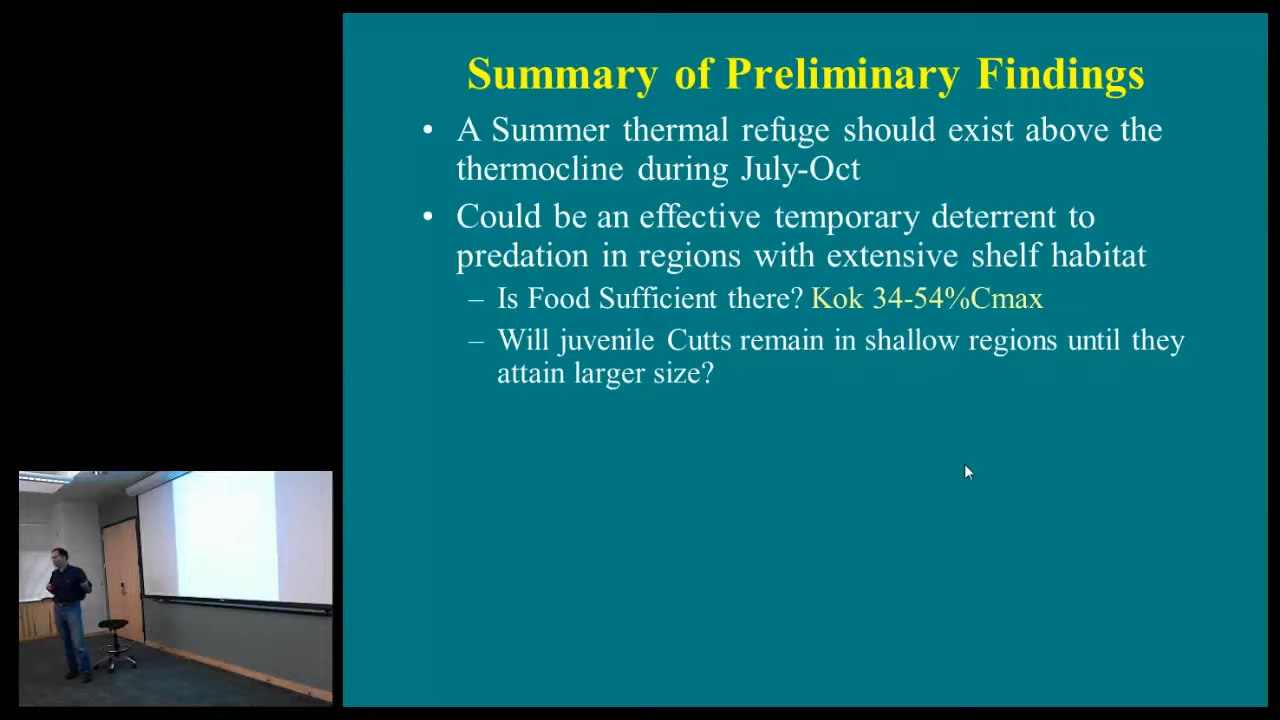 Summary of Preliminary Findings
• A Summer thermal refuge should exist above the
thermocline during July-Oct
• Could be an effective temporary deterrent to
predation in regions with extensive shelf habitat
– Is Food Sufficient there? Kok 34-54%Cmax
– Will juvenile Cutts remain in shallow regions until they
attain larger size?